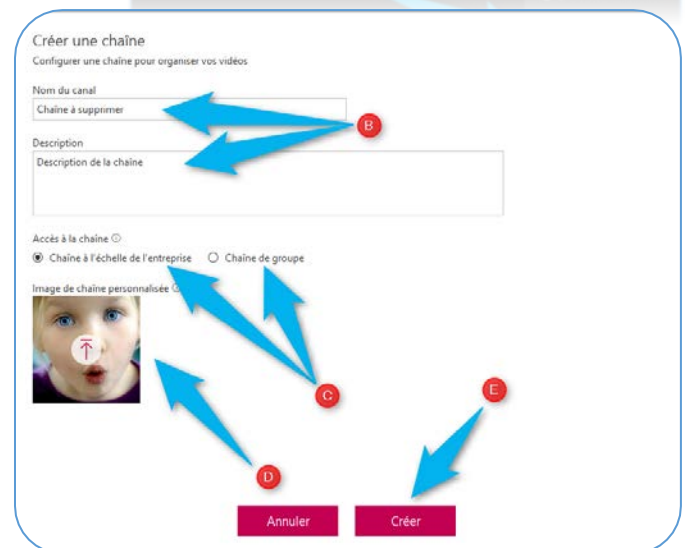 Créer une chaîne
Configurer une chaîne pour organiser vos vidéos
Nom du canal
Chaîne à supprimer
B
Description
Description de la chaîne
Accès à la chaîne
Chaîne à l'échelle de l'entreprise Chaîne de groupe
Image de chaîne personnalisée
C
E
D
Annuler Créer